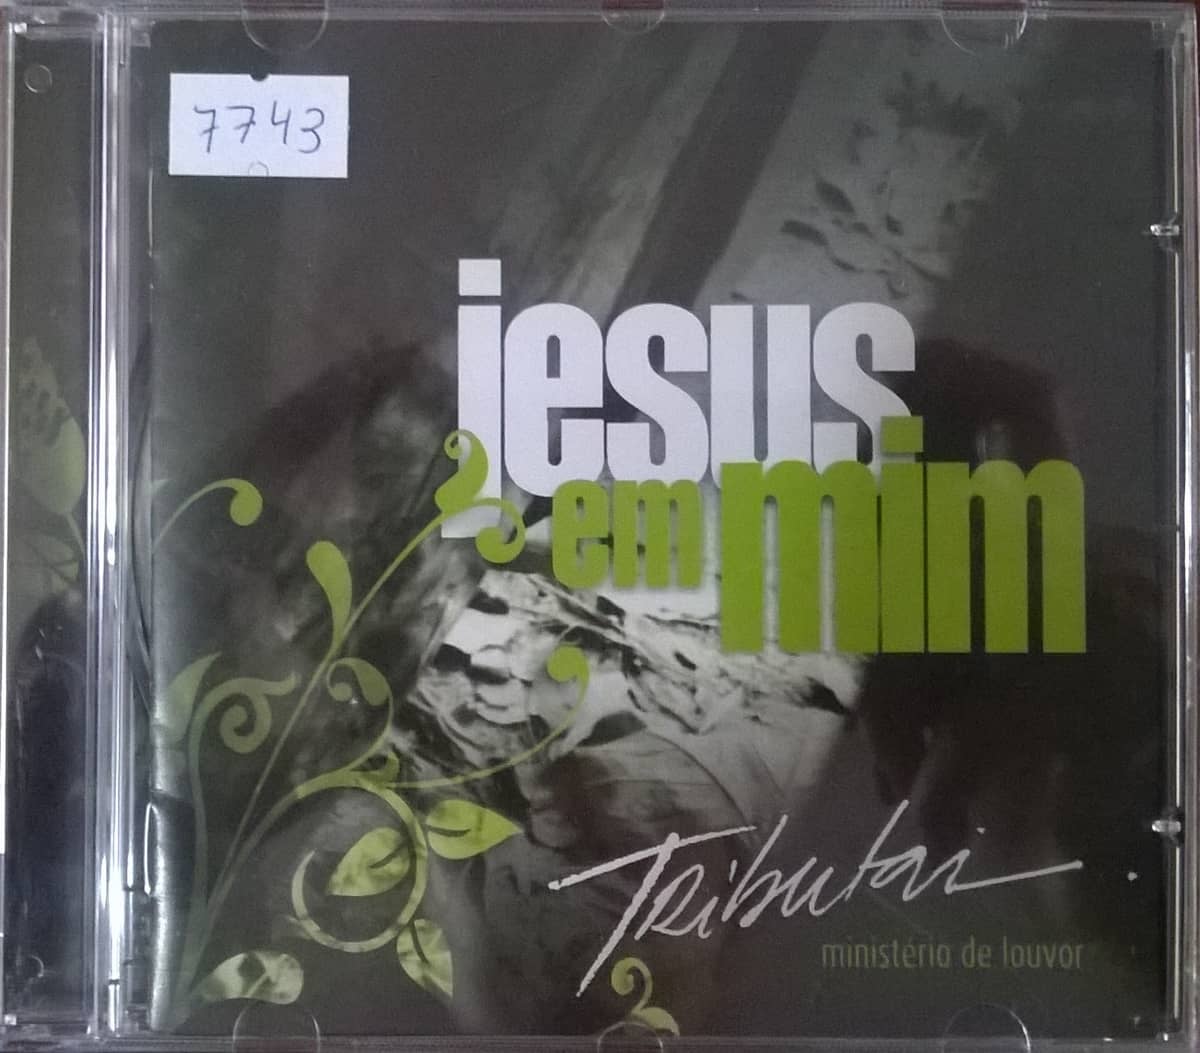 7743
jesus
em mim
Tributai
ministério de louvor